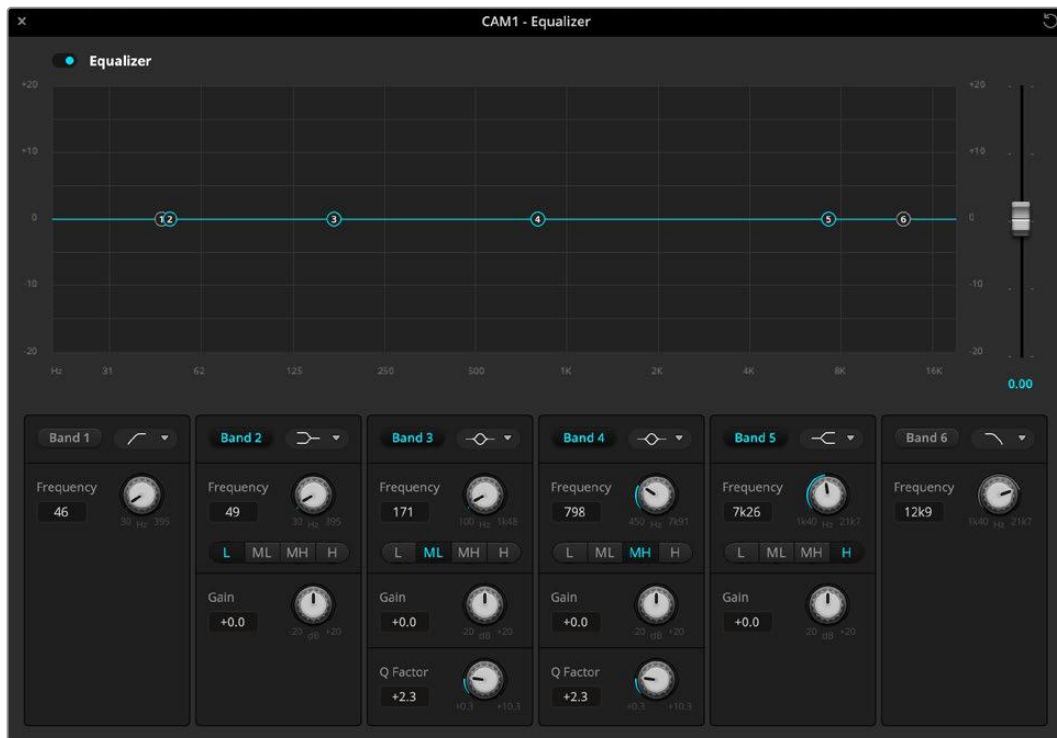 CAM1 - Equalizer
Equalizer
+20 +20
+10 +10
0 1 2 3 4 5 6 0
-10 -10
-20 -20
Hz 31 62 125 250 500 1K 2K 4K 8K 16K
0.00
Band 1 Band 2 Band 3 Band 4 Band 5 Band 6
Frequency Frequency Frequency Frequency Frequency
46 49 171 798 7k26 12k9
30 Hz 395 30 Hz 395 100 Hz 1k48 450 Hz 7k91 1k40 Hz 21k7 1k40 Hz 21k7
L ML MH H L ML MH H L ML MH H L ML MH H
Gain Gain Gain Gain
+0.0 +0.0 +0.0 +0.0
-20 dB +20 -20 dB +20 -20 dB +20 -20 dB +20
Q Factor Q Factor
+2.3 +2.3
+0.3 +10.3 +0.3 +10.3